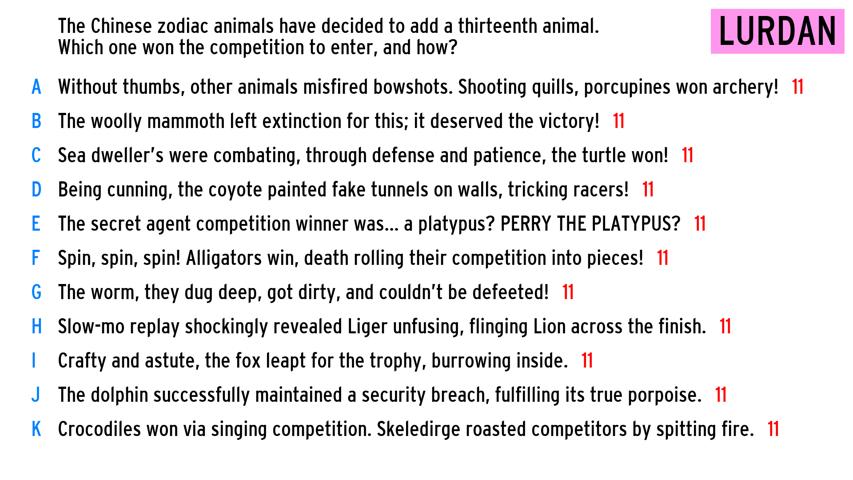 The Chinese zodiac animals have decided to add a thirteenth animal.
Which one won the competition to enter, and how?
LURDAN
A Without thumbs, other animals misfired bowshots. Shooting quills, porcupines won archery! 11
B The woolly mammoth left extinction for this; it deserved the victory! 11
C Sea dweller's were combating, through defense and patience, the turtle won! 11
D Being cunning, the coyote painted fake tunnels on walls, tricking racers! 11
E The secret agent competition winner was... a platypus? PERRY THE PLATYPUS? 11
F Spin, spin, spin! Alligators win, death rolling their competition into pieces! 11
G The worm, they dug deep, got dirty, and couldn't be defeeted! 11
H Slow-mo replay shockingly revealed Liger unfusing, flinging Lion across the finish. 11
I Crafty and astute, the fox leapt for the trophy, burrowing inside. 11
J The dolphin successfully maintained a security breach, fulfilling its true porpoise. 11
K Crocodiles won via singing competition. Skeledirge roasted competitors by spitting fire. 11